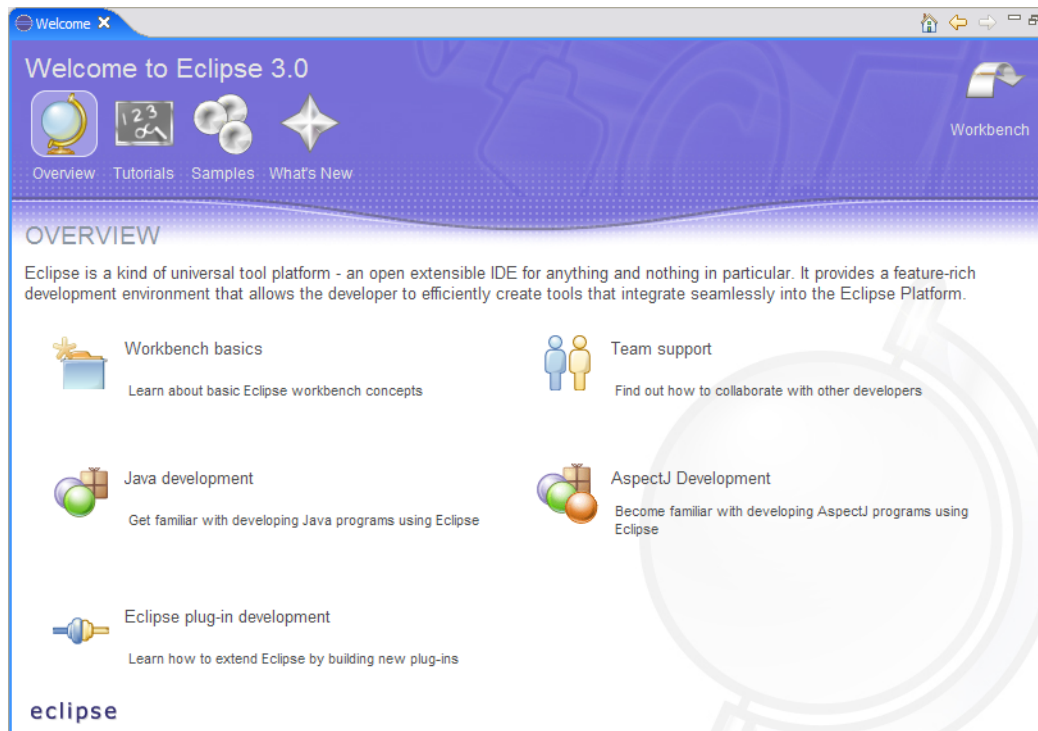 Welcome
Welcome to Eclipse 3.0
123
Workbench
Overview Tutorials Samples What's New
OVERVIEW
Eclipse is a kind of universal tool platform - an open extensible IDE for anything and nothing in particular. It provides a feature-rich
development environment that allows the developer to efficiently create tools that integrate seamlessly into the Eclipse Platform.
Workbench basics
Learn about basic Eclipse workbench concepts
Team support
Find out how to collaborate with other developers
Java development
Get familiar with developing Java programs using Eclipse
AspectJ Development
Become familiar with developing AspectJ programs using
Eclipse
Eclipse plug-in development
Learn how to extend Eclipse by building new plug-ins
eclipse